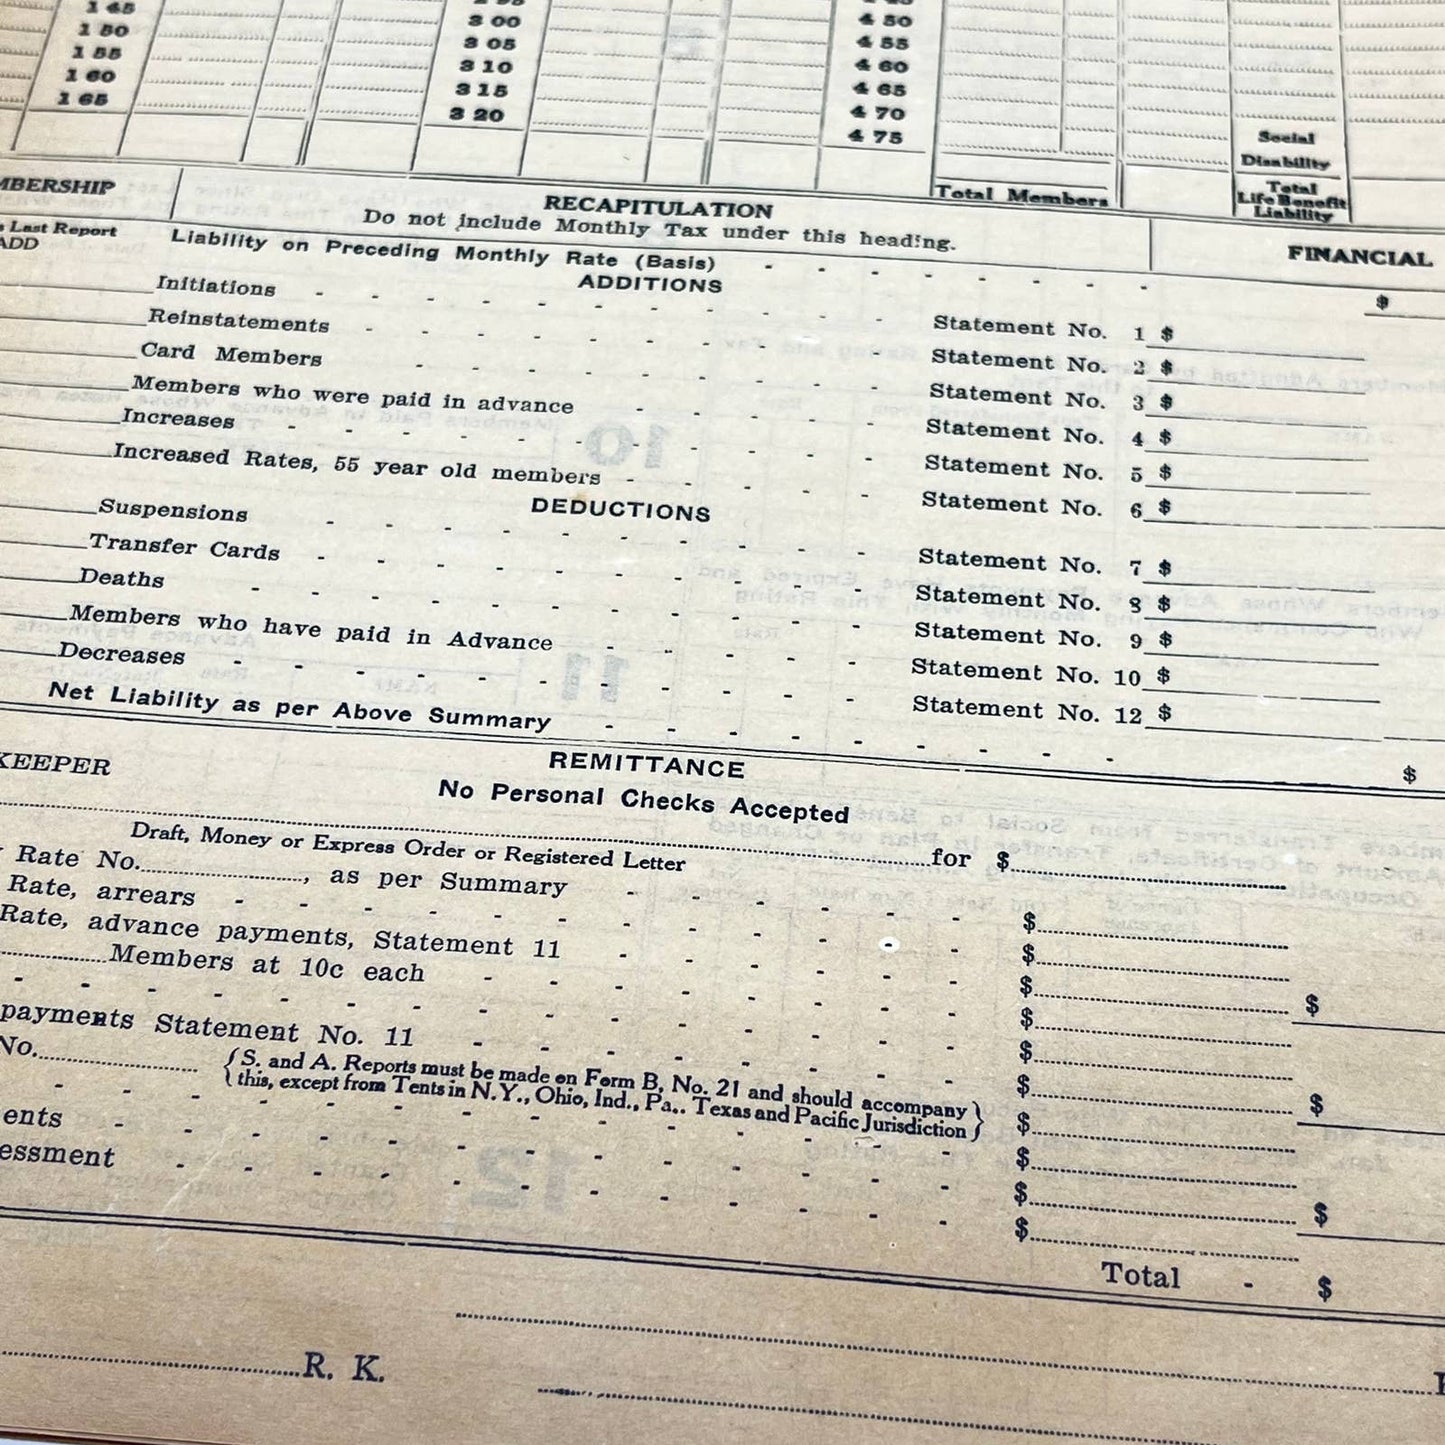 1 45
1 50
1 55
1 60
1 65
3 00
3 05
3 10
3 15
3 20
4 50
4 55
4 60
4 65
4 70
4 75
Total Members
Social
Disability
Total
Life Benefit
Liability
MBERSHIP
RECAPITULATION
FINANCIAL
Do not include Monthly Tax under this heading.
s Last Report
ADD
Liability on Preceding Monthly Rate (Basis) - - - - - - - - $
ADDITIONS
Initiations - - - - - - - - - - - Statement No. 1 $
Reinstatements - - - - - - - - - - Statement No. 2 $
Card Members - - - - - - - - - Statement No. 3 $
Members who were paid in advance - - - - - Statement No. 4 $
Increases - - - - - - - - - - - Statement No. 5 $
Increased Rates, 55 year old members - - - - - Statement No. 6 $
DEDUCTIONS
Suspensions - - - - - - - - - - Statement No. 7 $
Transfer Cards - - - - - - - - - - Statement No. 8 $
Deaths - - - - - - - - - - - Statement No. 9 $
Members who have paid in Advance - - - - - Statement No. 10 $
Decreases - - - - - - - - - - - Statement No. 12 $
Net Liability as per Above Summary - - - - - - - - - $
KEEPER
REMITTANCE
No Personal Checks Accepted
for $
Draft, Money or Express Order or Registered Letter
Rate No. , as per Summary - - - - - - $
Rate, arrears - - - - - - - - - - - - $
Rate, advance payments, Statement 11 - - - - - - $
Members at 10c each - - - - - - - - $ $
- - - - - - - - - - - - - - - $
payments Statement No. 11 - - - - - - - - - $
No. { S. and A. Reports must be made on Form B, No. 21 and should accompany } $ $
{ this, except from Tents in N.Y., Ohio, Ind., Pa., Texas and Pacific Jurisdiction }
- - - - - - - - - - - - - - $
ents - - - - - - - - - - - - - $
essment - - - - - - - - - - - - $ $
Total - $
R. K.